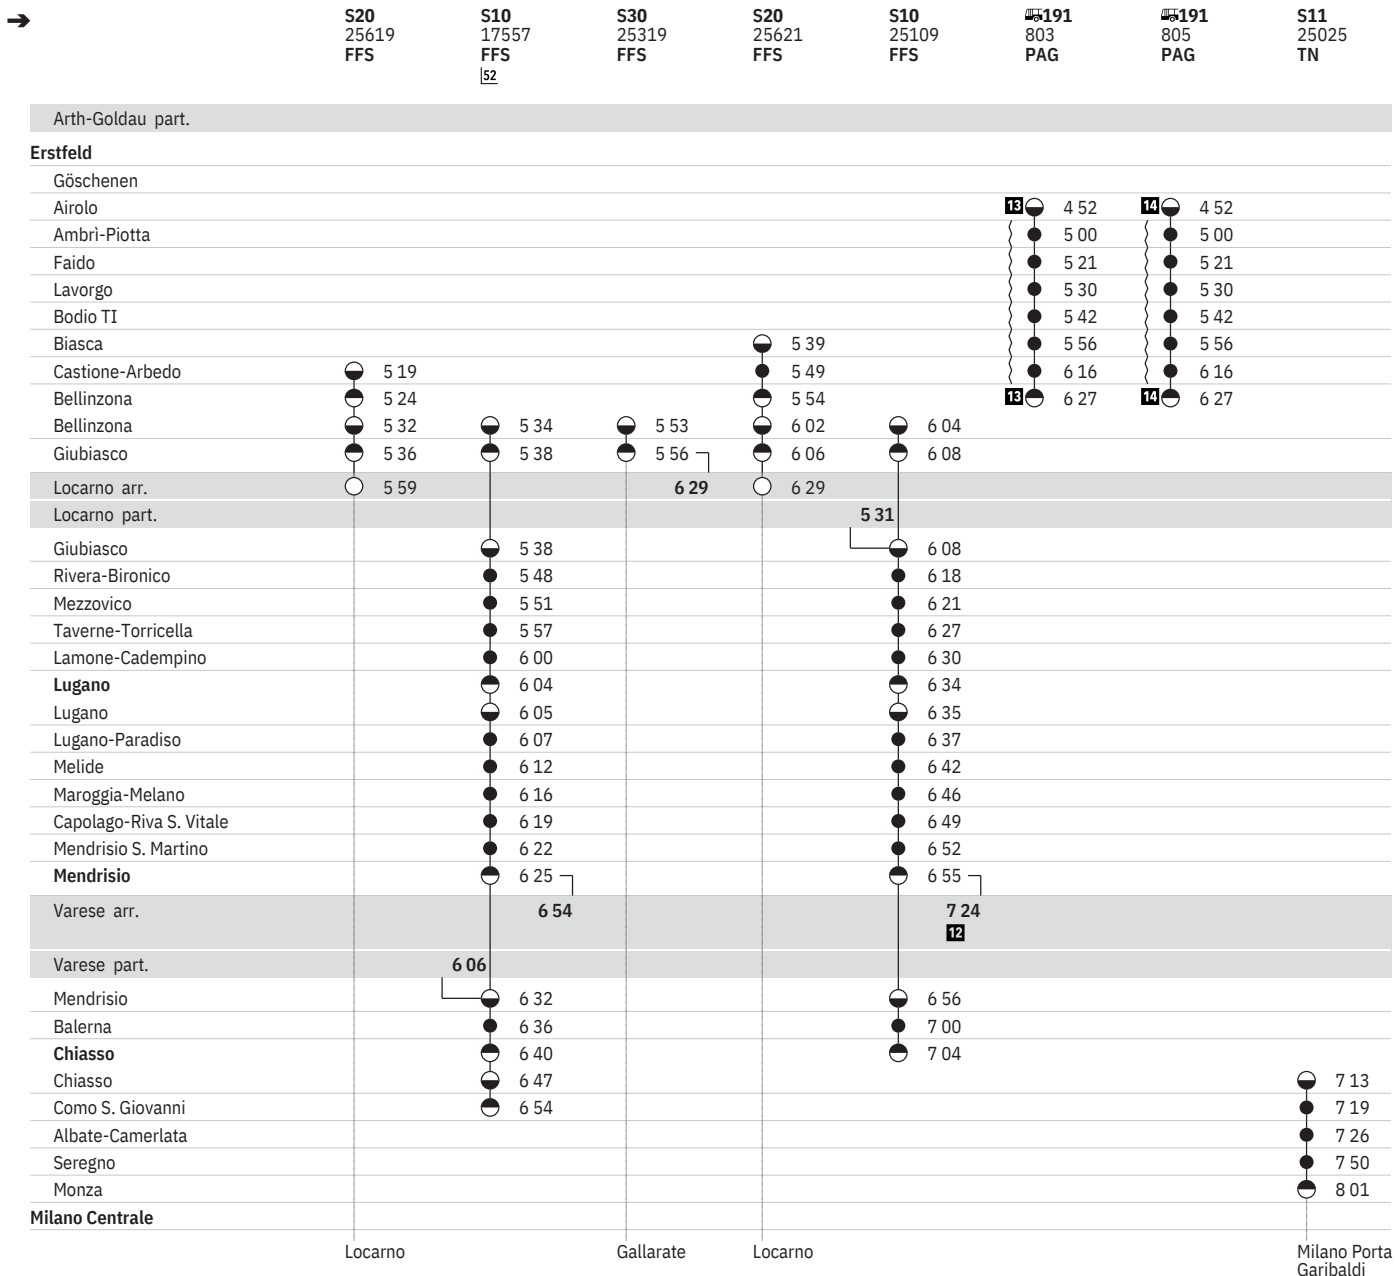 ➔ S20 S10 S30 S20 S10 191 191 S11
25619 17557 25319 25621 25109 803 805 25025
FFS FFS FFS FFS FFS PAG PAG TN
52
Arth-Goldau part.
Erstfeld
Göschenen
Airolo 13 4 52 14 4 52
Ambrì-Piotta 5 00 5 00
Faido 5 21 5 21
Lavorgo 5 30 5 30
Bodio TI 5 42 5 42
Biasca 5 39 5 56 5 56
Castione-Arbedo 5 19 5 49 6 16 6 16
Bellinzona 5 24 5 54 13 6 27 14 6 27
Bellinzona 5 32 5 34 5 53 6 02 6 04
Giubiasco 5 36 5 38 5 56 6 06 6 08
Locarno arr. 5 59 6 29 6 29
Locarno part. 5 31
Giubiasco 5 38 6 08
Rivera-Bironico 5 48 6 18
Mezzovico 5 51 6 21
Taverne-Torricella 5 57 6 27
Lamone-Cadempino 6 00 6 30
Lugano 6 04 6 34
Lugano 6 05 6 35
Lugano-Paradiso 6 07 6 37
Melide 6 12 6 42
Maroggia-Melano 6 16 6 46
Capolago-Riva S. Vitale 6 19 6 49
Mendrisio S. Martino 6 22 6 52
Mendrisio 6 25 6 55
Varese arr. 6 54 7 24
12
Varese part. 6 06
Mendrisio 6 32 6 56
Balerna 6 36 7 00
Chiasso 6 40 7 04
Chiasso 6 47 7 13
Como S. Giovanni 6 54 7 19
Albate-Camerlata 7 26
Seregno 7 50
Monza 8 01
Milano Centrale
Locarno Gallarate Locarno Milano Porta
Garibaldi